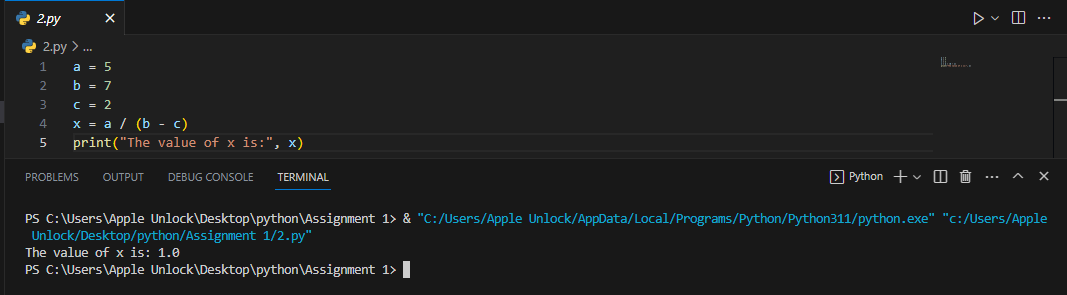 2.py
2.py > ...
1 a = 5
2 b = 7
3 c = 2
4 x = a / (b - c)
5 print("The value of x is:", x)
PROBLEMS OUTPUT DEBUG CONSOLE TERMINAL Python
PS C:\Users\Apple Unlock\Desktop\python\Assignment 1> & "C:/Users/Apple Unlock/AppData/Local/Programs/Python/Python311/python.exe" "c:/Users/Apple
Unlock/Desktop/python/Assignment 1/2.py"
The value of x is: 1.0
PS C:\Users\Apple Unlock\Desktop\python\Assignment 1>